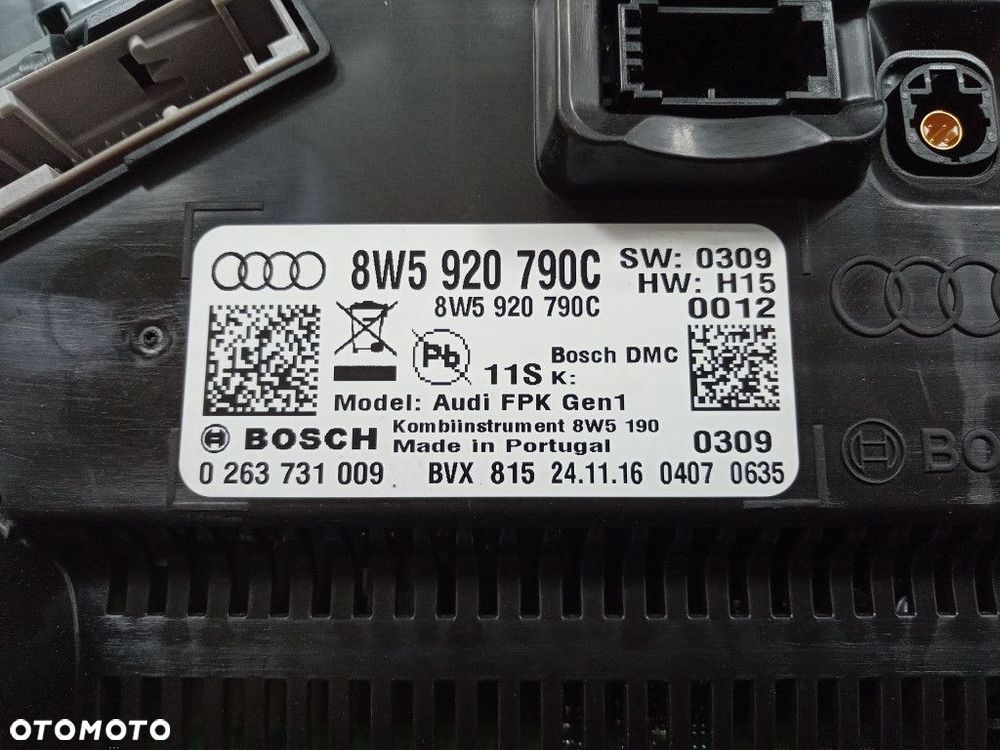 8W5 920 790C SW: 0309
HW: H15
8W5 920 790C 0012
Pb
11S K: Bosch DMC
Model: Audi FPK Gen1
BOSCH Kombiinstrument 8W5 190
Made in Portugal 0309
0 263 731 009 BVX 815 24.11.16 0407 0635
BO
OTOMOTO